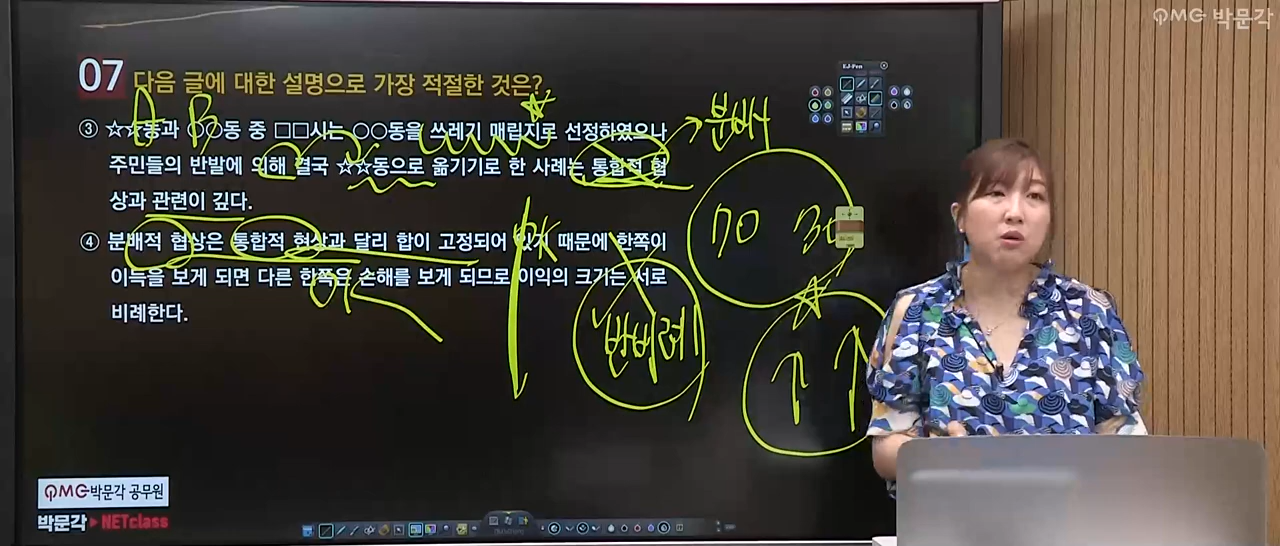 PMG 박문각
07 다음 글에 대한 설명으로 가장 적절한 것은?
A B
③ ☆☆동과 ○○동 중 □□시는 ○○동을 쓰레기 매립지로 선정하였으나
주민들의 반발에 의해 결국 ☆☆동으로 옮기기로 한 사례는 통합적 협
상과 관련이 깊다.
분배
70 30
④ 분배적 협상은 통합적 협상과 달리 합이 고정되어 있기 때문에 한쪽이
이득을 보게 되면 다른 한쪽은 손해를 보게 되므로 이익의 크기는 서로
비례한다.
OK
OK
반비례
↑ ↑
EJ-Pen
PMG 박문각 공무원
박문각 ▶ NETclass